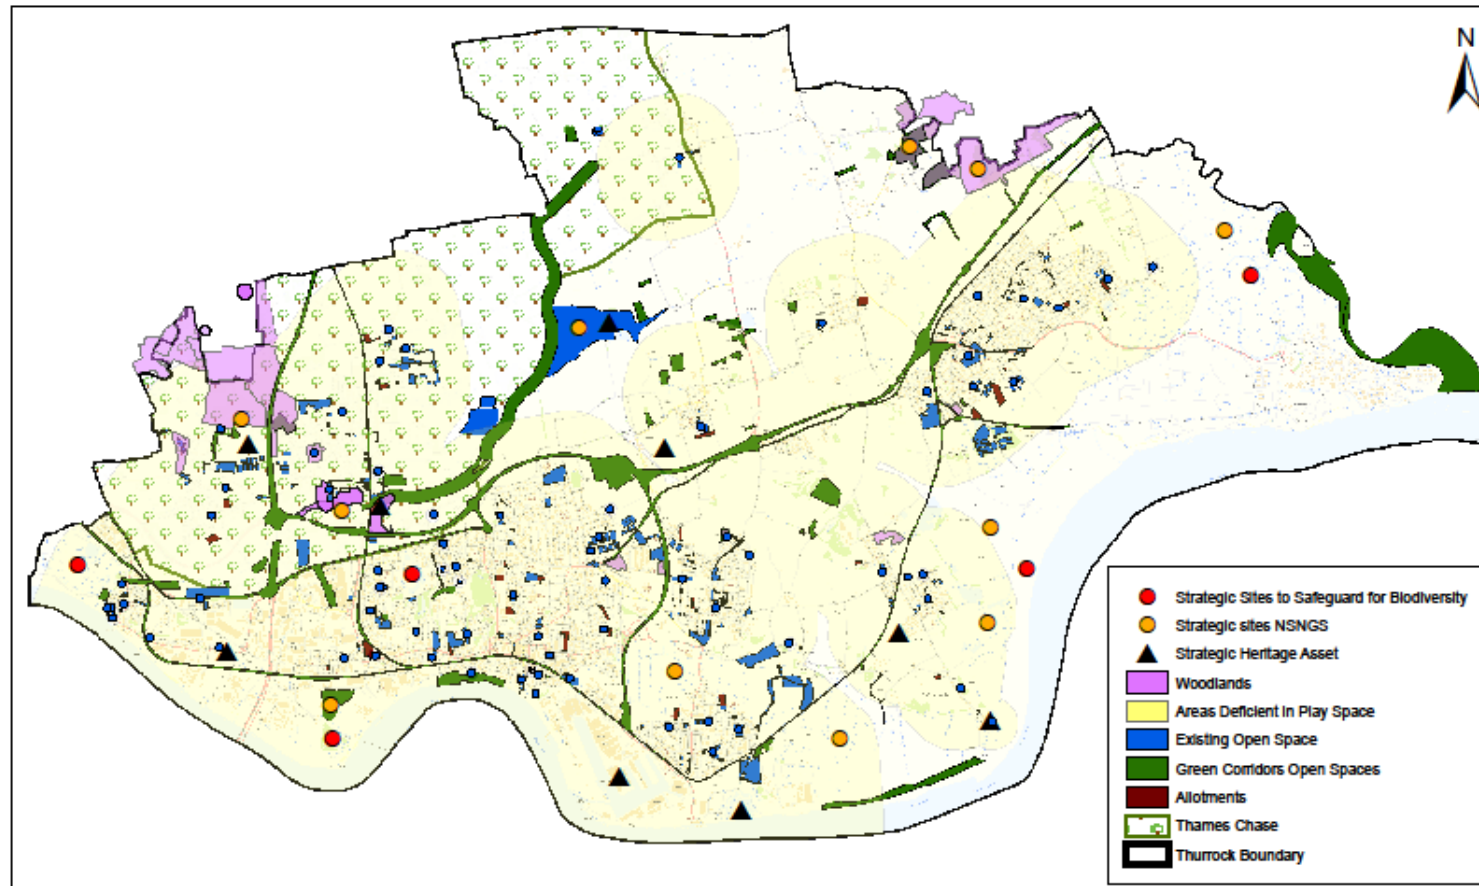 N
Strategic Sites to Safeguard for Biodiversity
Strategic sites NSNGS
Strategic Heritage Asset
Woodlands
Areas Deficient in Play Space
Existing Open Space
Green Corridors Open Spaces
Allotments
Thames Chase
Thurrock Boundary